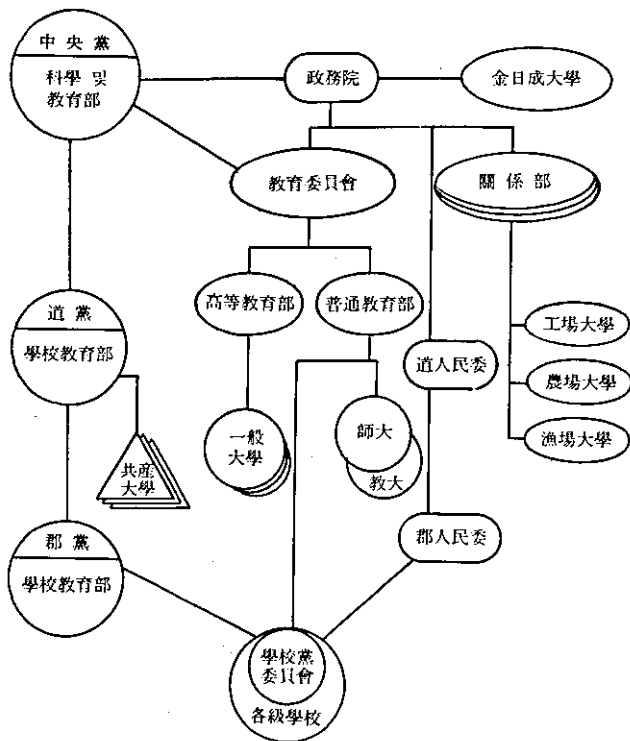 中央黨
科學 및
教育部
政務院
金日成大學
教育委員會
關係部
高等教育部
普通教育部
道黨
學校教育部
道人民委
工場大學
農場大學
漁場大學
共産
大學
一般
大學
師大
教大
郡黨
學校教育部
郡人民委
學校黨
委員會
各級學校